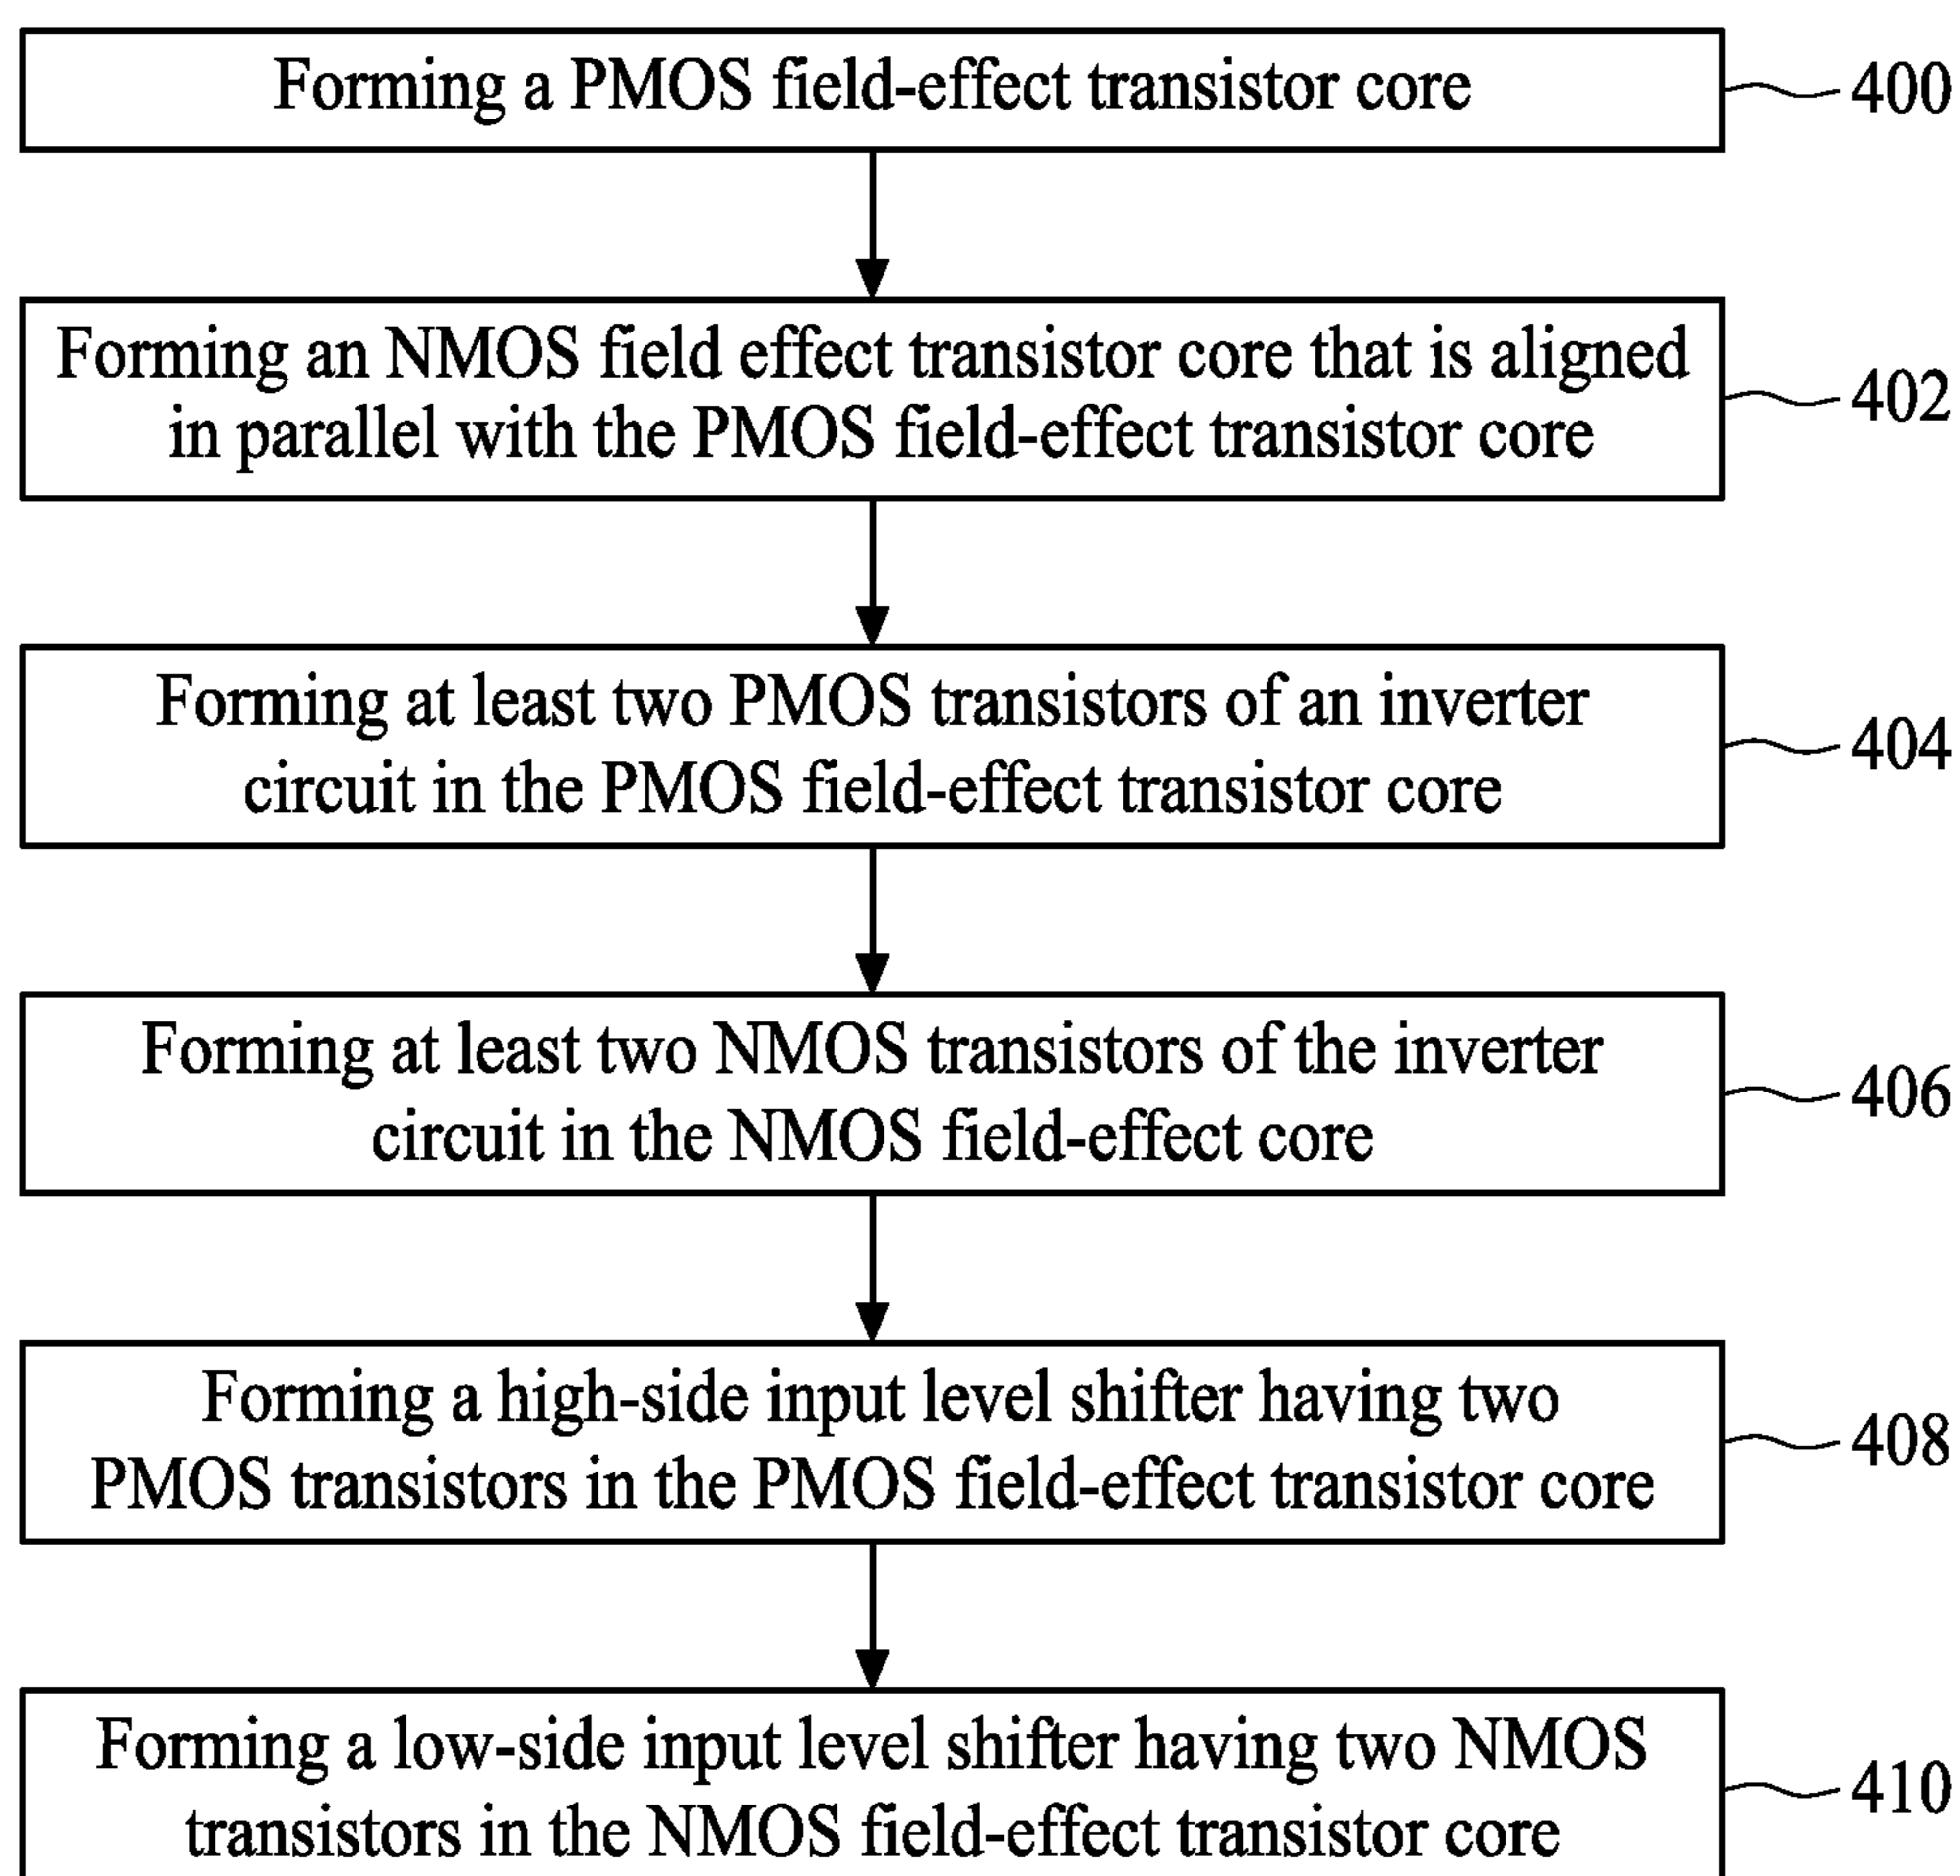 Forming a PMOS field-effect transistor core
400
Forming an NMOS field effect transistor core that is aligned
in parallel with the PMOS field-effect transistor core
402
Forming at least two PMOS transistors of an inverter
circuit in the PMOS field-effect transistor core
404
Forming at least two NMOS transistors of the inverter
circuit in the NMOS field-effect core
406
Forming a high-side input level shifter having two
PMOS transistors in the PMOS field-effect transistor core
408
Forming a low-side input level shifter having two NMOS
transistors in the NMOS field-effect transistor core
410